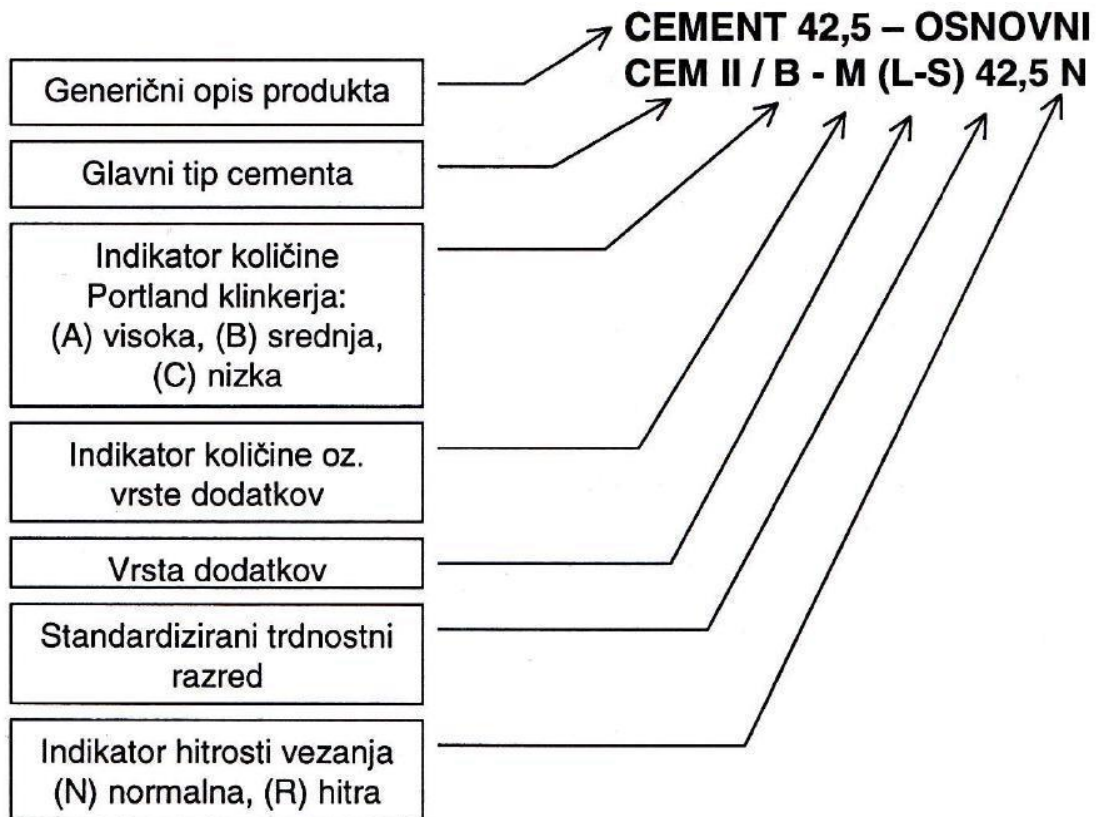 CEMENT 42,5 – OSNOVNI
CEM II / B - M (L-S) 42,5 N
Generični opis produkta
Glavni tip cementa
Indikator količine
Portland klinkerja:
(A) visoka, (B) srednja,
(C) nizka
Indikator količine oz.
vrste dodatkov
Vrsta dodatkov
Standardizirani trdnostni
razred
Indikator hitrosti vezanja
(N) normalna, (R) hitra